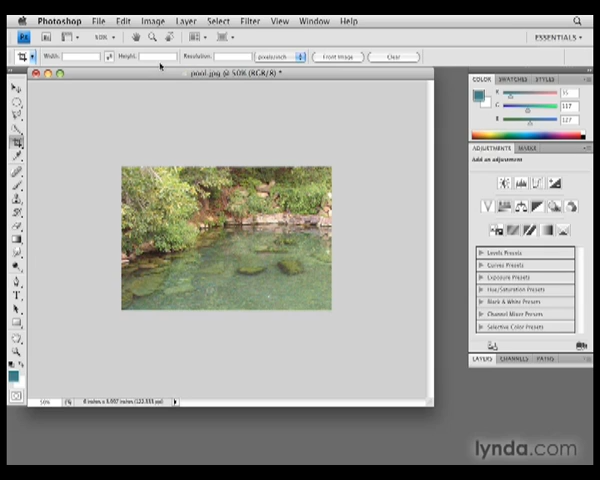 Photoshop File Edit Image Layer Select Filter Analysis View Window Help
50% ESSENTIALS
Width: Height: Resolution: pixels/inch Front Image Clear
pool.jpg @ 50% (RGB/8) *
COLOR SWATCHES STYLES
R
G 117
B 127
ADJUSTMENTS MASKS
Add an adjustment
Levels Presets
Curves Presets
Exposure Presets
Hue/Saturation Presets
Black & White Presets
Channel Mixer Presets
Selective Color Presets
LAYERS CHANNELS PATHS
50%
lynda.com